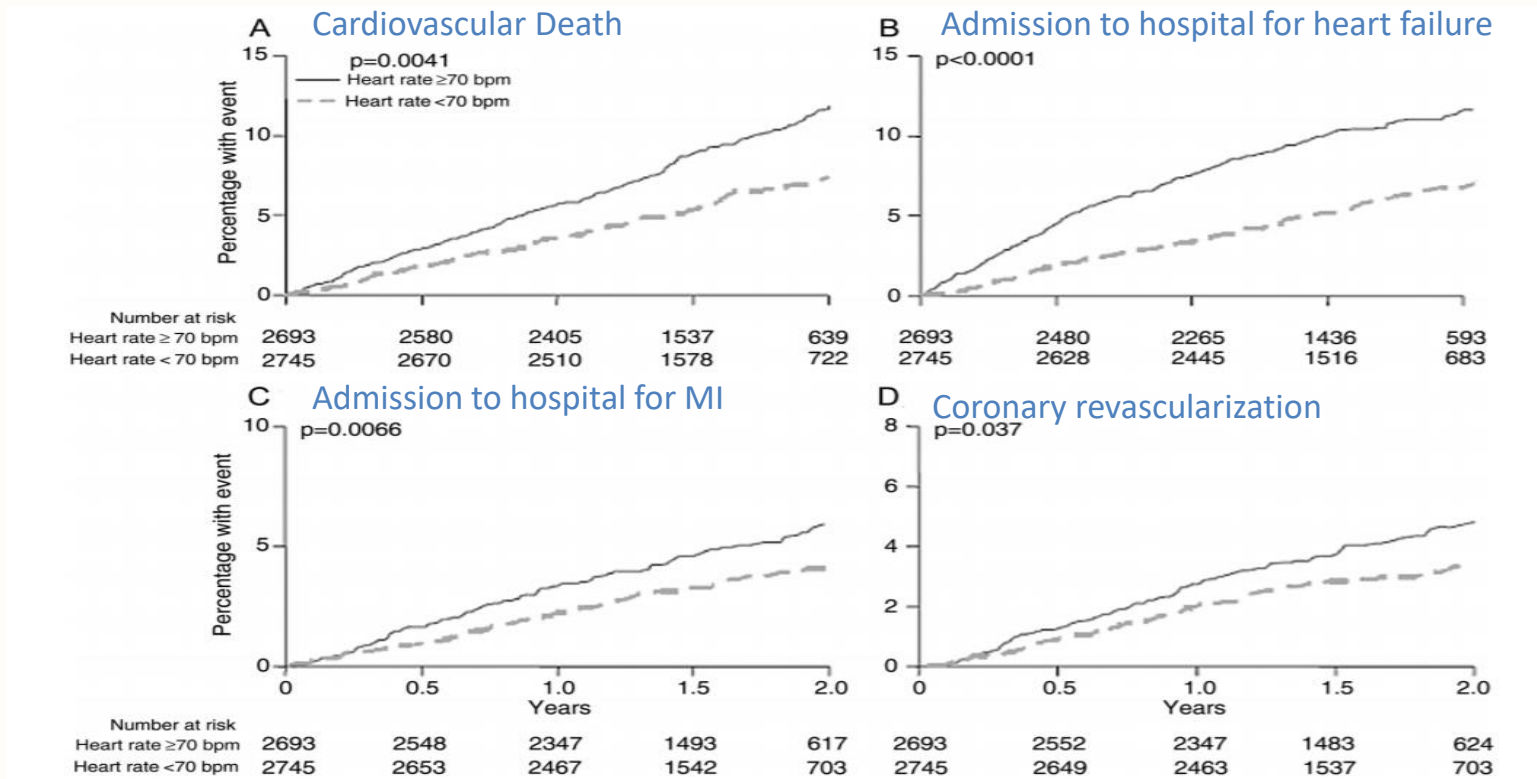 A Cardiovascular Death
15
p=0.0041
Heart rate ≥70 bpm
Heart rate <70 bpm
10
5
0
Percentage with event
Number at risk
Heart rate ≥ 70 bpm 2693 2580 2405 1537 639
Heart rate < 70 bpm 2745 2670 2510 1578 722
B Admission to hospital for heart failure
15
p<0.0001
10
5
0
2693 2480 2265 1436 593
2745 2628 2445 1516 683
C Admission to hospital for MI
10
p=0.0066
5
0
Percentage with event
0 0.5 1.0 1.5 2.0
Years
Number at risk
Heart rate ≥70 bpm 2693 2548 2347 1493 617
Heart rate <70 bpm 2745 2653 2467 1542 703
D Coronary revascularization
8
p=0.037
6
4
2
0
0 0.5 1.0 1.5 2.0
Years
2693 2552 2347 1483 624
2745 2649 2463 1537 703